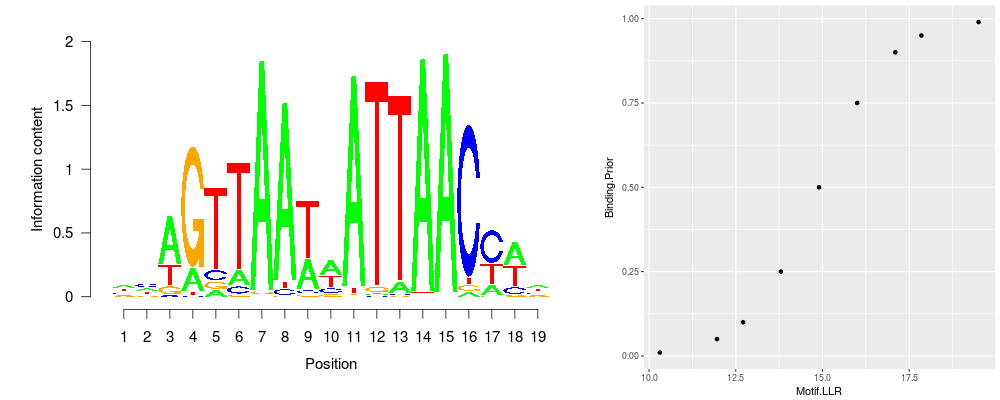 2
1.5
1
0.5
0
Information content
1 2 3 4 5 6 7 8 9 10 11 12 13 14 15 16 17 18 19
Position
AGTTAATAATTAACCA
1.00
0.75
0.50
0.25
0.00
Binding.Prior
10.0 12.5 15.0 17.5
Motif.LLR